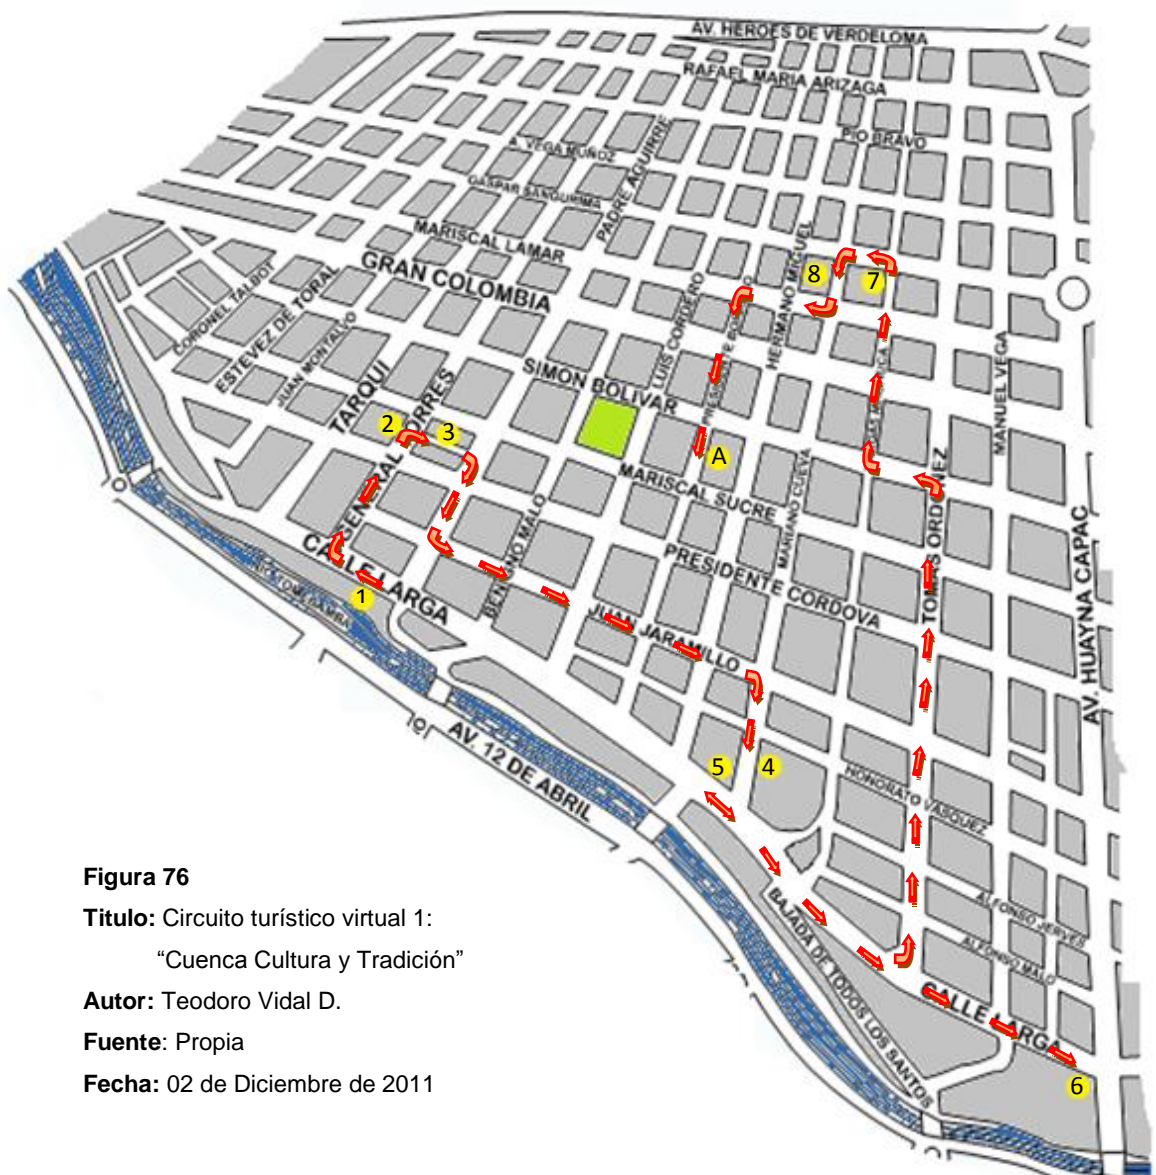 AV. HEROES DE VERDELOMA
RAFAEL MARIA ARIZAGA
PIO BRAVO
A. VEGA MUÑOZ
PADRE AGUIRRE
GASPAR SANGURIMA
MARISCAL LAMAR
GRAN COLOMBIA
HERMANO MIGUEL
8
7
CORONEL TALBOT
ESTEVEZ DE TORAL
JUAN MONTALVO
LUIS CORDERO
PRESIDENTE
SIMON BOLIVAR
TARQUI
TORRES
GENERAL
2
3
MANUEL VEGA
A
MARISCAL SUCRE
MARIANO CUEVA
TOMAS ORDOÑEZ
BENIGNO MALO
CALLE LARGA
PRESIDENTE CORDOVA
AV. HUAYNA CAPAC
1
RIO TOMEBAMBA
JUAN JARAMILLO
5
4
AV. 12 DE ABRIL
HONORATO VASQUEZ
BAJADA DE TODOS LOS SANTOS
ALFONSO JERVES
ALFONSO MALO
CALLE LARGA
6
Figura 76
Titulo: Circuito turístico virtual 1:
“Cuenca Cultura y Tradición”
Autor: Teodoro Vidal D.
Fuente: Propia
Fecha: 02 de Diciembre de 2011